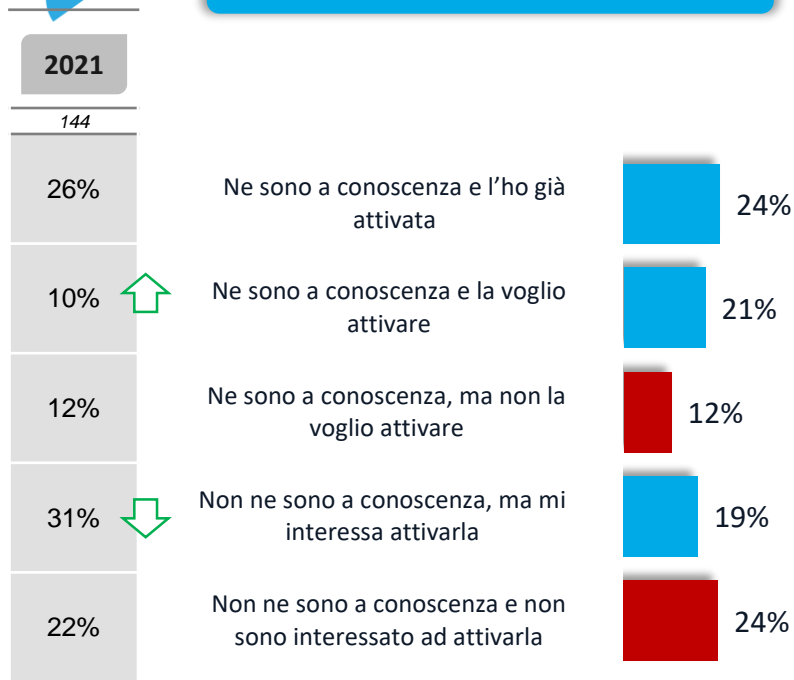 2021
144
26%
Ne sono a conoscenza e l’ho già
attivata
24%
10%
Ne sono a conoscenza e la voglio
attivare
21%
12%
Ne sono a conoscenza, ma non la
voglio attivare
12%
31%
Non ne sono a conoscenza, ma mi
interessa attivarla
19%
22%
Non ne sono a conoscenza e non
sono interessato ad attivarla
24%